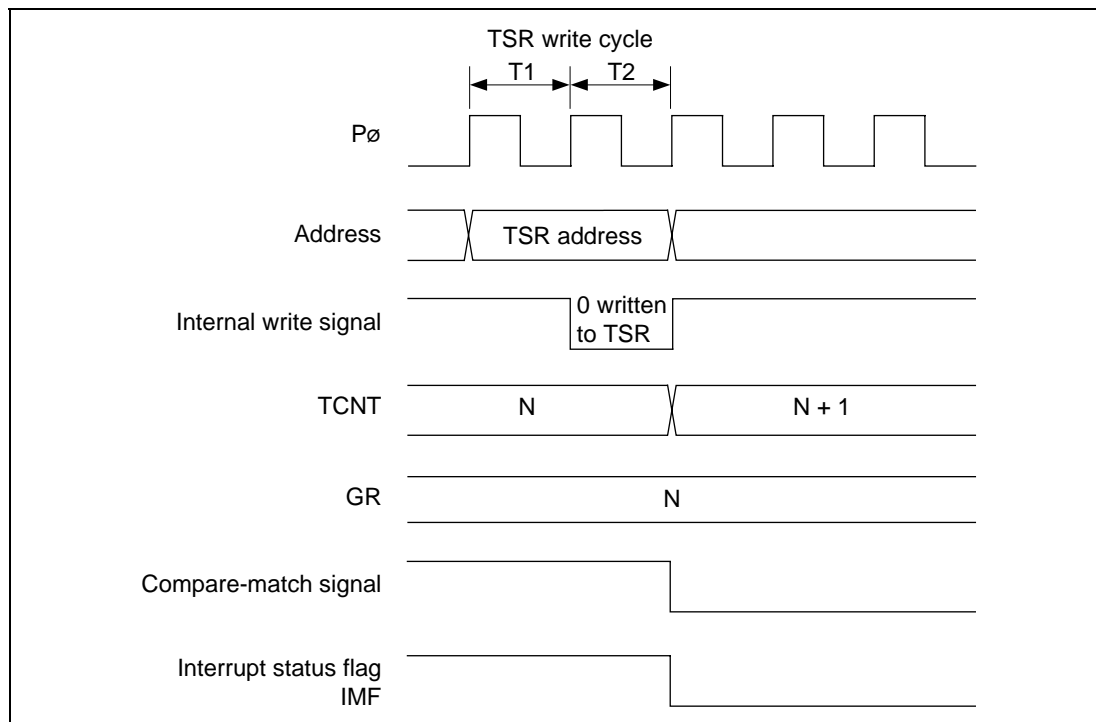 TSR write cycle
T1 T2
Pø
Address TSR address
Internal write signal 0 written
to TSR
TCNT N N + 1
GR N
Compare-match signal
Interrupt status flag
IMF